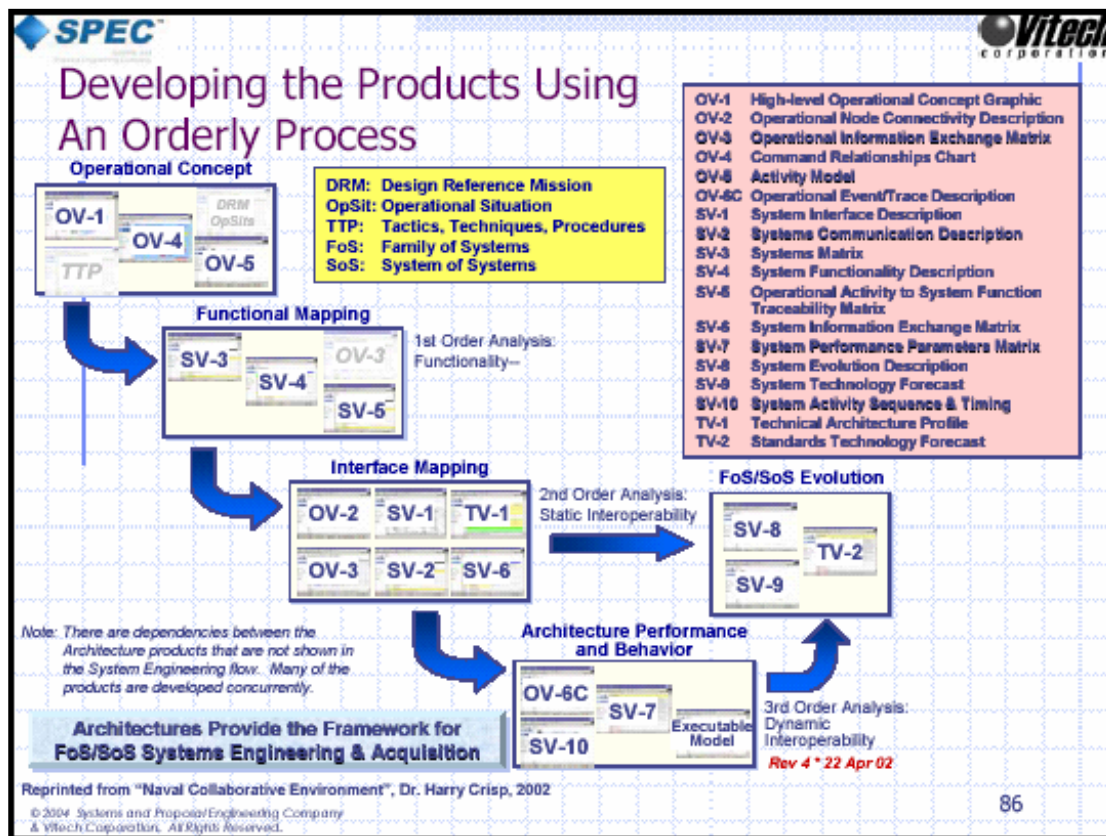 SPEC
Vitech
corporation
Developing the Products Using
An Orderly Process
OV-1 High-level Operational Concept Graphic
OV-2 Operational Node Connectivity Description
OV-3 Operational Information Exchange Matrix
OV-4 Command Relationships Chart
OV-5 Activity Model
OV-6C Operational Event/Trace Description
SV-1 System Interface Description
SV-2 Systems Communication Description
SV-3 Systems Matrix
SV-4 System Functionality Description
SV-5 Operational Activity to System Function
Traceability Matrix
SV-6 System Information Exchange Matrix
SV-7 System Performance Parameters Matrix
SV-8 System Evolution Description
SV-9 System Technology Forecast
SV-10 System Activity Sequence & Timing
TV-1 Technical Architecture Profile
TV-2 Standards Technology Forecast
DRM: Design Reference Mission
OpSit: Operational Situation
TTP: Tactics, Techniques, Procedures
FoS: Family of Systems
SoS: System of Systems
Operational Concept
OV-1
DRM
OpSits
OV-4
TTP
OV-5
Functional Mapping
SV-3
OV-3
SV-4
SV-5
1st Order Analysis:
Functionality--
Interface Mapping
OV-2 SV-1 TV-1
OV-3 SV-2 SV-6
2nd Order Analysis:
Static Interoperability
FoS/SoS Evolution
SV-8
TV-2
SV-9
Note: There are dependencies between the
Architecture products that are not shown in
the System Engineering flow. Many of the
products are developed concurrently.
Architecture Performance
and Behavior
OV-6C
SV-7
Executable
Model
SV-10
3rd Order Analysis:
Dynamic
Interoperability
Rev 4 * 22 Apr 02
Architectures Provide the Framework for
FoS/SoS Systems Engineering & Acquisition
Reprinted from "Naval Collaborative Environment", Dr. Harry Crisp, 2002
© 2004 Systems and Proposal Engineering Company
& Vitech Corporation. All Rights Reserved.
86